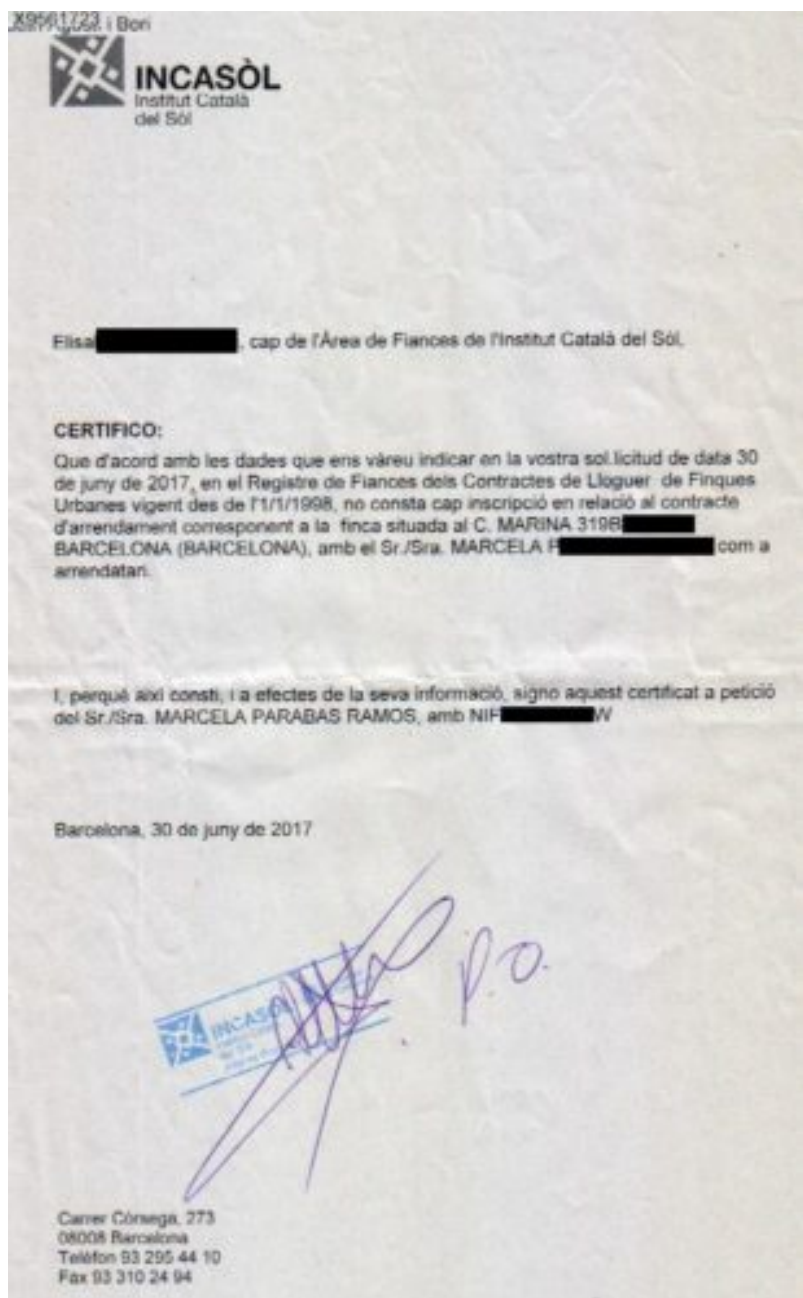 X9561723
i Bori
INCASÒL
Institut Català
del Sòl
Elisa , cap de l'Àrea de Fiances de l'Institut Català del Sòl,
CERTIFICO:
Que d'acord amb les dades que ens vàreu indicar en la vostra sol.licitud de data 30
de juny de 2017, en el Registre de Fiances dels Contractes de Lloguer de Finques
Urbanes vigent des de l'1/1/1998, no consta cap inscripció en relació al contracte
d'arrendament corresponent a la finca situada al C. MARINA 319B
BARCELONA (BARCELONA), amb el Sr./Sra. MARCELA P com a
arrendatari.
I, perquè així consti, i a efectes de la seva informació, signo aquest certificat a petició
del Sr./Sra. MARCELA PARABAS RAMOS, amb NIF W
Barcelona, 30 de juny de 2017
P.O.
INCASÒL
Carrer Còrsega, 273
08008 Barcelona
Telèfon 93 295 44 10
Fax 93 310 24 94